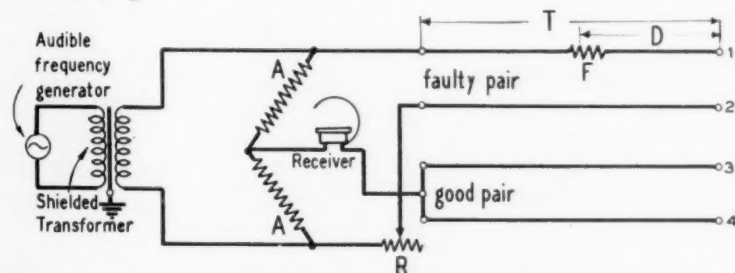 T
D
1
Audible
frequency
generator
A
F
faulty pair
2
Receiver
3
good pair
Shielded
Transformer
A
4
R